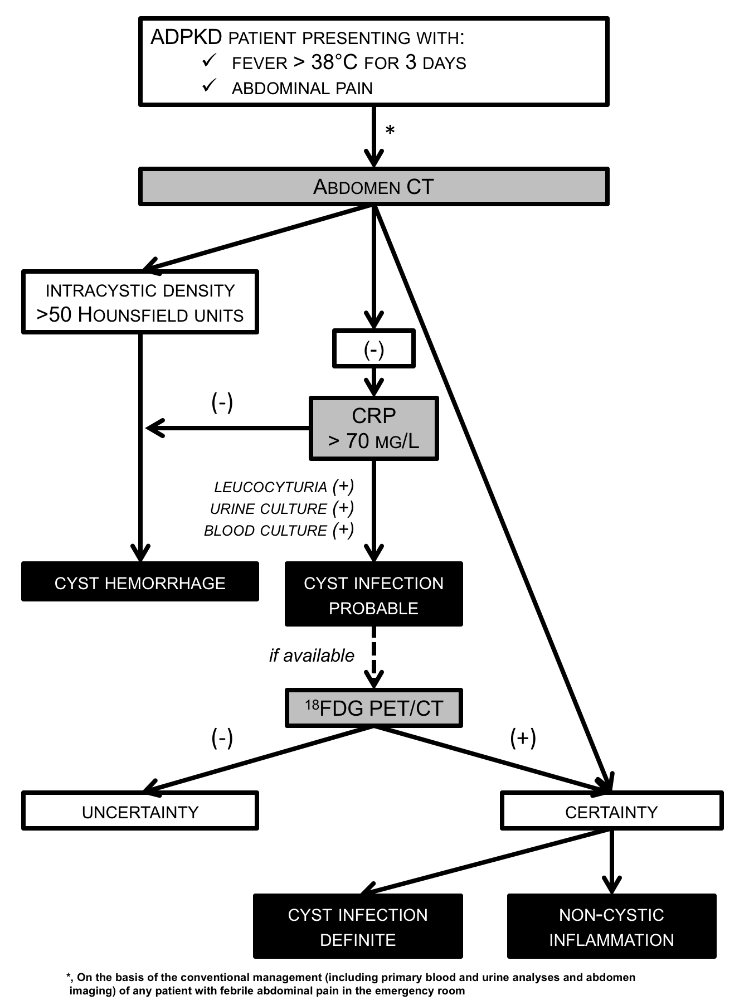 ADPKD PATIENT PRESENTING WITH:
✓ FEVER > 38°C FOR 3 DAYS
✓ ABDOMINAL PAIN
*
ABDOMEN CT
INTRACYSTIC DENSITY
>50 HOUNSFIELD UNITS
(-)
(-)
CRP
> 70 MG/L
LEUCOCYTURIA (+)
URINE CULTURE (+)
BLOOD CULTURE (+)
CYST HEMORRHAGE
CYST INFECTION
PROBABLE
if available
¹⁸FDG PET/CT
(-)
(+)
UNCERTAINTY
CERTAINTY
CYST INFECTION
DEFINITE
NON-CYSTIC
INFLAMMATION
*, On the basis of the conventional management (including primary blood and urine analyses and abdomen
imaging) of any patient with febrile abdominal pain in the emergency room